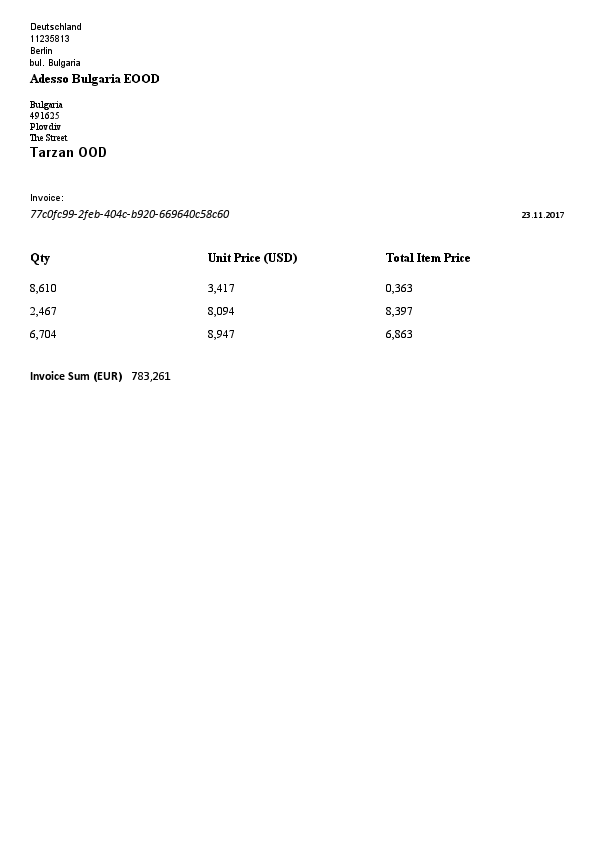 Deutschland
11235813
Berlin
bul. Bulgaria
Adesso Bulgaria EOOD
Bulgaria
491625
Plovdiv
The Street
Tarzan OOD
Invoice:
77c0fc99-2feb-404c-b920-669640c58c60 23.11.2017
Qty Unit Price (USD) Total Item Price
8,610 3,417 0,363
2,467 8,094 8,397
6,704 8,947 6,863
Invoice Sum (EUR) 783,261